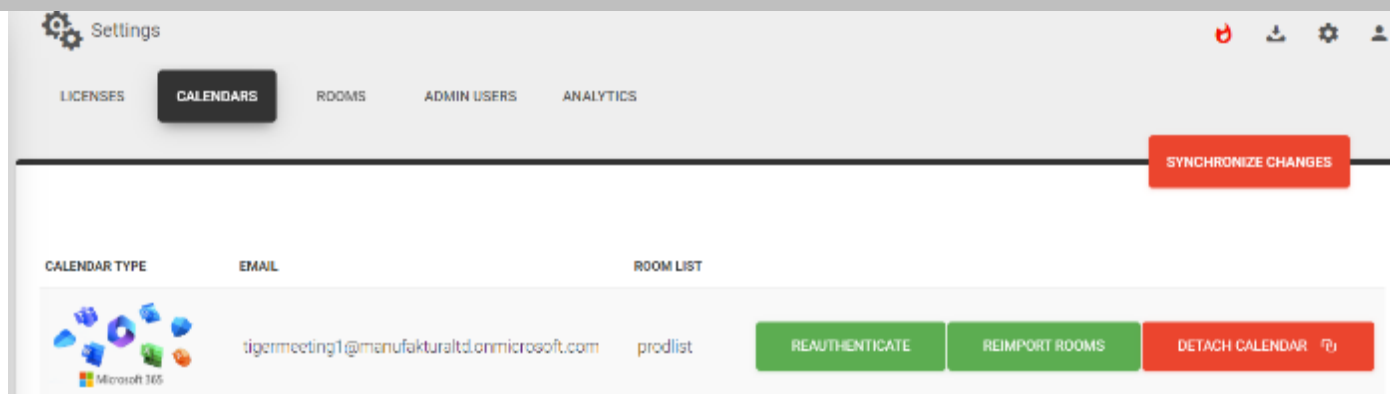 Settings
LICENSES CALENDARS ROOMS ADMIN USERS ANALYTICS
SYNCHRONIZE CHANGES
CALENDAR TYPE EMAIL ROOM LIST
tigermeeting1@manufakturaltd.onmicrosoft.com prodlist REAUTHENTICATE REIMPORT ROOMS DETACH CALENDAR
Microsoft 365